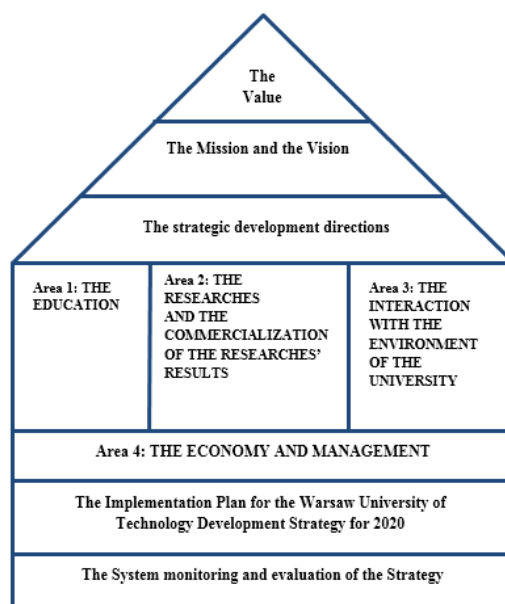 The
Value
The Mission and the Vision
The strategic development directions
Area 1: THE
EDUCATION
Area 2: THE
RESEARCHES
AND THE
COMMERCIALIZATION
OF THE RESEARCHES'
RESULTS
Area 3: THE
INTERACTION
WITH THE
ENVIRONMENT
OF THE
UNIVERSITY
Area 4: THE ECONOMY AND MANAGEMENT
The Implementation Plan for the Warsaw University of
Technology Development Strategy for 2020
The System monitoring and evaluation of the Strategy